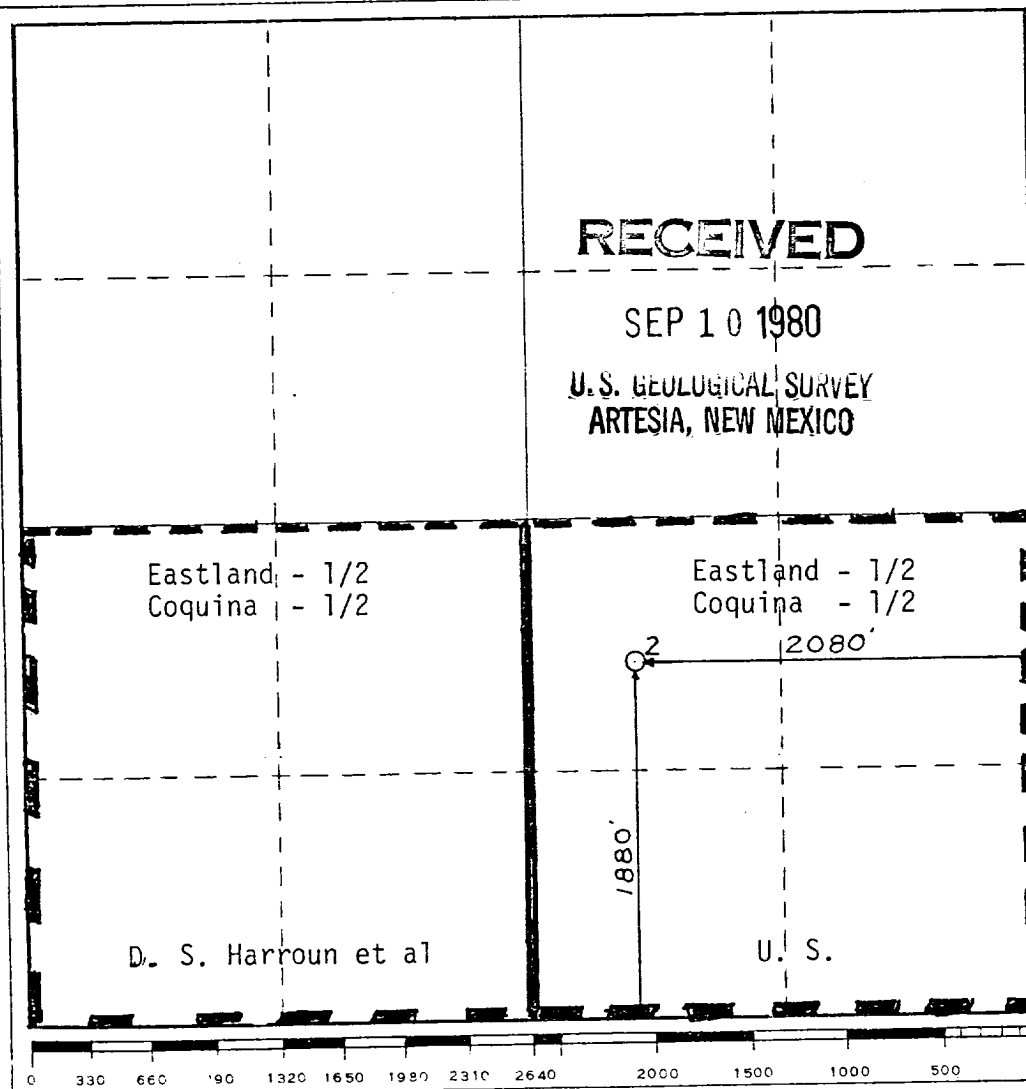 RECEIVED
SEP 10 1980
U.S. GEOLOGICAL SURVEY
ARTESIA, NEW MEXICO
Eastland - 1/2
Coquina - 1/2
Eastland - 1/2
Coquina - 1/2
2
2080'
1880'
D. S. Harroun et al
U. S.
0 330 660 '90 1320 1650 1980 2310 2640 2000 1500 1000 500